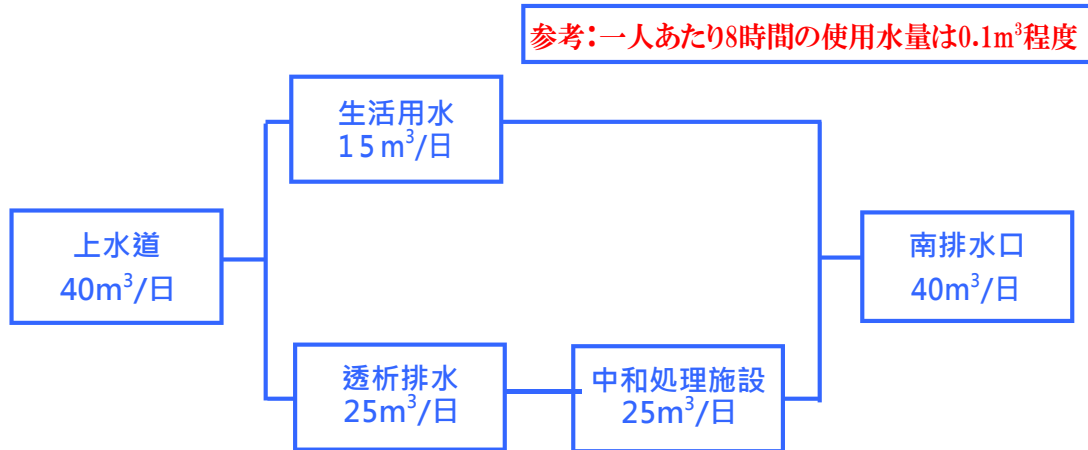 参考：一人あたり8時間の使用水量は0.1m³程度
生活用水
15m³/日
上水道
40m³/日
南排水口
40m³/日
透析排水
25m³/日
中和処理施設
25m³/日